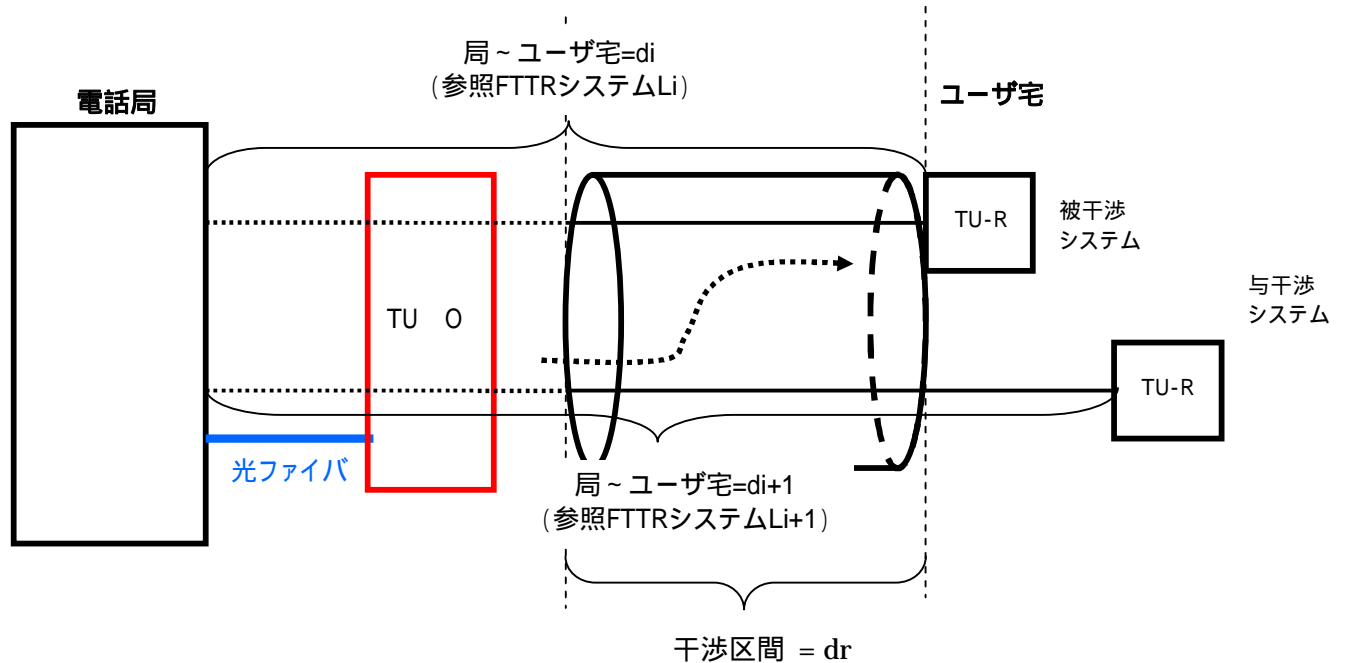 局~ユーザ宅=di
(参照FTTRシステムLi)
電話局
ユーザ宅
TU-R
被干渉
システム
与干渉
システム
TU O
TU-R
光ファイバ
局~ユーザ宅=di+1
(参照FTTRシステムLi+1)
干渉区間 = dr